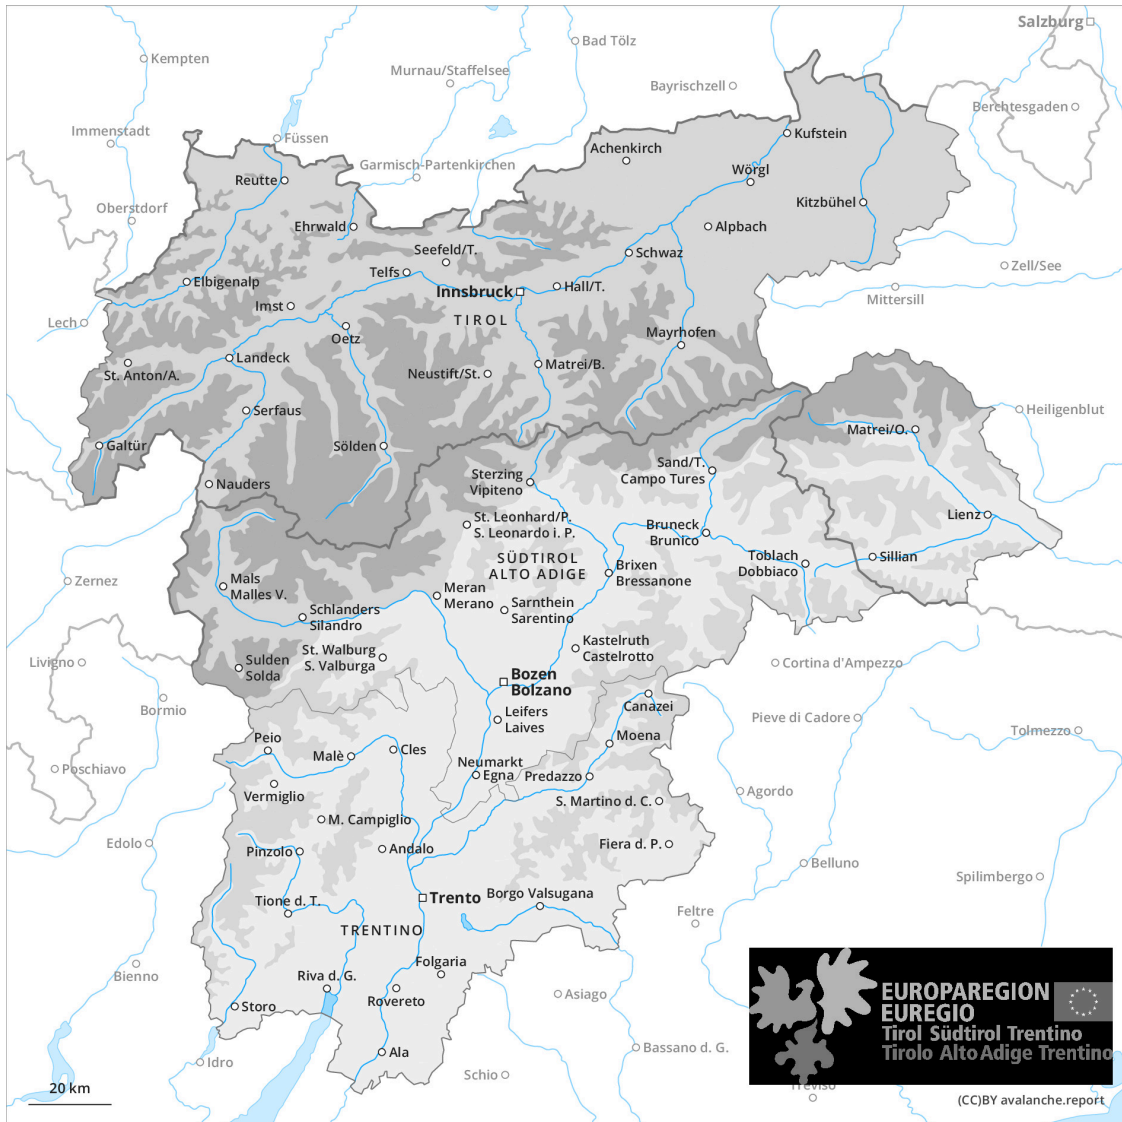 Salzburg
Bad Tölz
Kempten
Murnau/Staffelsee
Bayrischzell
Berchtesgaden
Immenstadt
Füssen
Kufstein
Achenkirch
Garmisch-Partenkirchen
Wörgl
Reutte
Oberstdorf
Kitzbühel
Ehrwald
Alpbach
Seefeld/T.
Schwaz
Zell/See
Telfs
Elbigenalp
Innsbruck
Hall/T.
Mittersill
Imst
Lech
TIROL
Oetz
Mayrhofen
Landeck
St. Anton/A.
Matrei/B.
Neustift/St.
Serfaus
Heiligenblut
Matrei/O.
Galtür
Sölden
Sterzing
Vipiteno
Sand/T.
Campo Tures
Nauders
St. Leonhard/P.
S. Leonardo i. P.
Lienz
Bruneck
Brunico
SÜDTIROL
ALTO ADIGE
Toblach
Dobbiaco
Sillian
Brixen
Bressanone
Zernez
Mals
Malles V.
Meran
Merano
Schlanders
Silandro
Sarnthein
Sarentino
Kastelruth
Castelrotto
St. Walburg
S. Valburga
Livigno
Sulden
Solda
Cortina d'Ampezzo
Bozen
Bolzano
Bormio
Canazei
Leifers
Laives
Pieve di Cadore
Tolmezzo
Moena
Peio
Cles
Malè
Neumarkt
Egna
Predazzo
Poschiavo
Vermiglio
Agordo
S. Martino d. C.
M. Campiglio
Edolo
Pinzolo
Andalo
Fiera d. P.
Belluno
Spilimbergo
Trento
Borgo Valsugana
Tione d. T.
Feltre
TRENTINO
Folgaria
Bienno
Riva d. G.
Rovereto
Asiago
Storo
EUROPAREGION
EUREGIO
Tirol Südtirol Trentino
Tirolo Alto Adige Trentino
Ala
Bassano d. G.
Idro
Schio
Treviso
20 km
(CC)BY avalanche.report